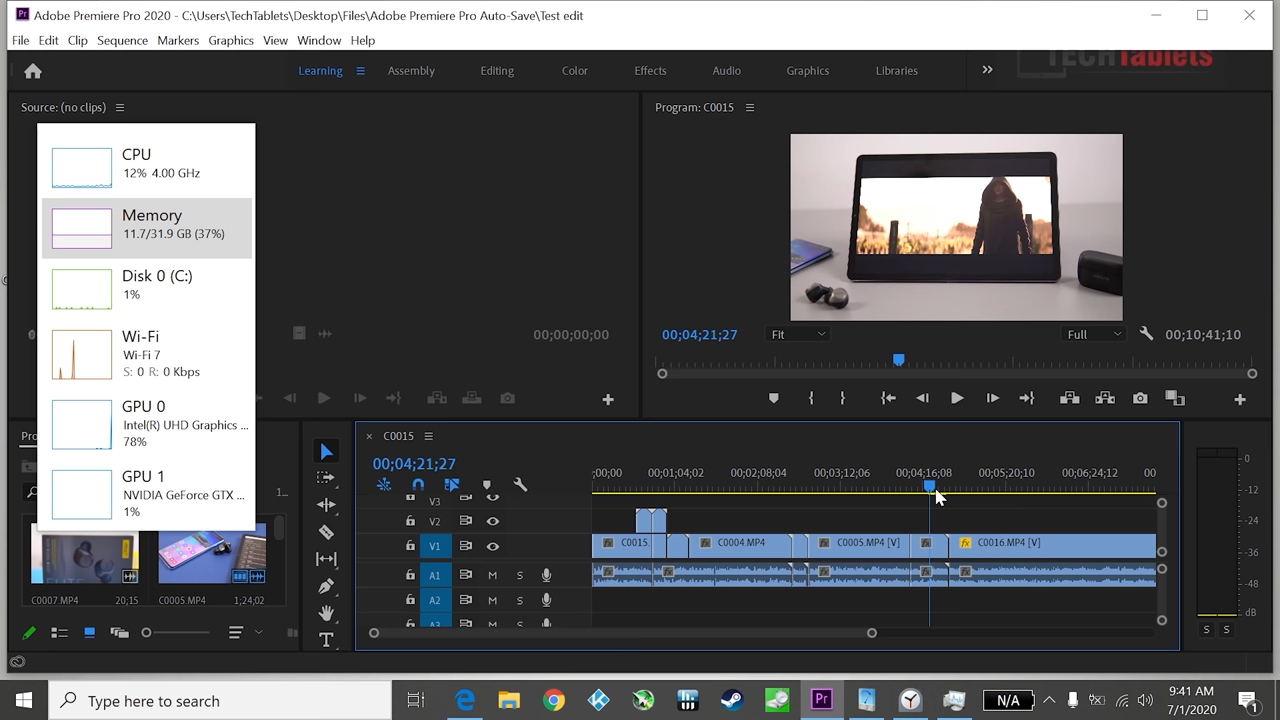 Adobe Premiere Pro 2020 - C:\Users\TechTablets\Desktop\Files\Adobe Premiere Pro Auto-Save\Test edit
File Edit Clip Sequence Markers Graphics View Window Help
TECHTablets
Learning Assembly Editing Color Effects Audio Graphics Libraries
Source: (no clips)
Program: C0015
CPU
12% 4.00 GHz
Memory
11.7/31.9 GB (37%)
Disk 0 (C:)
1%
Wi-Fi
Wi-Fi 7
S: 0 R: 0 Kbps
GPU 0
Intel(R) UHD Graphics ...
78%
GPU 1
NVIDIA GeForce GTX ...
1%
00;00;00;00
00;04;21;27 Fit Full 00;10;41;10
C0015
00;04;21;27
;00;00 00;01;04;02 00;02;08;04 00;03;12;06 00;04;16;08 00;05;20;10 00;06;24;12 00
V3
V2
V1 C0015. C0004.MP4 C0005.MP4 [V] C0016.MP4 [V]
A1 M S
A2 M S
A3
1...
C0007.MP4 20;15 C0005.MP4 1;24;02
0
-12
-24
-36
-48
dB
S S
Type here to search
Pr
N/A
9:41 AM
7/1/2020
1